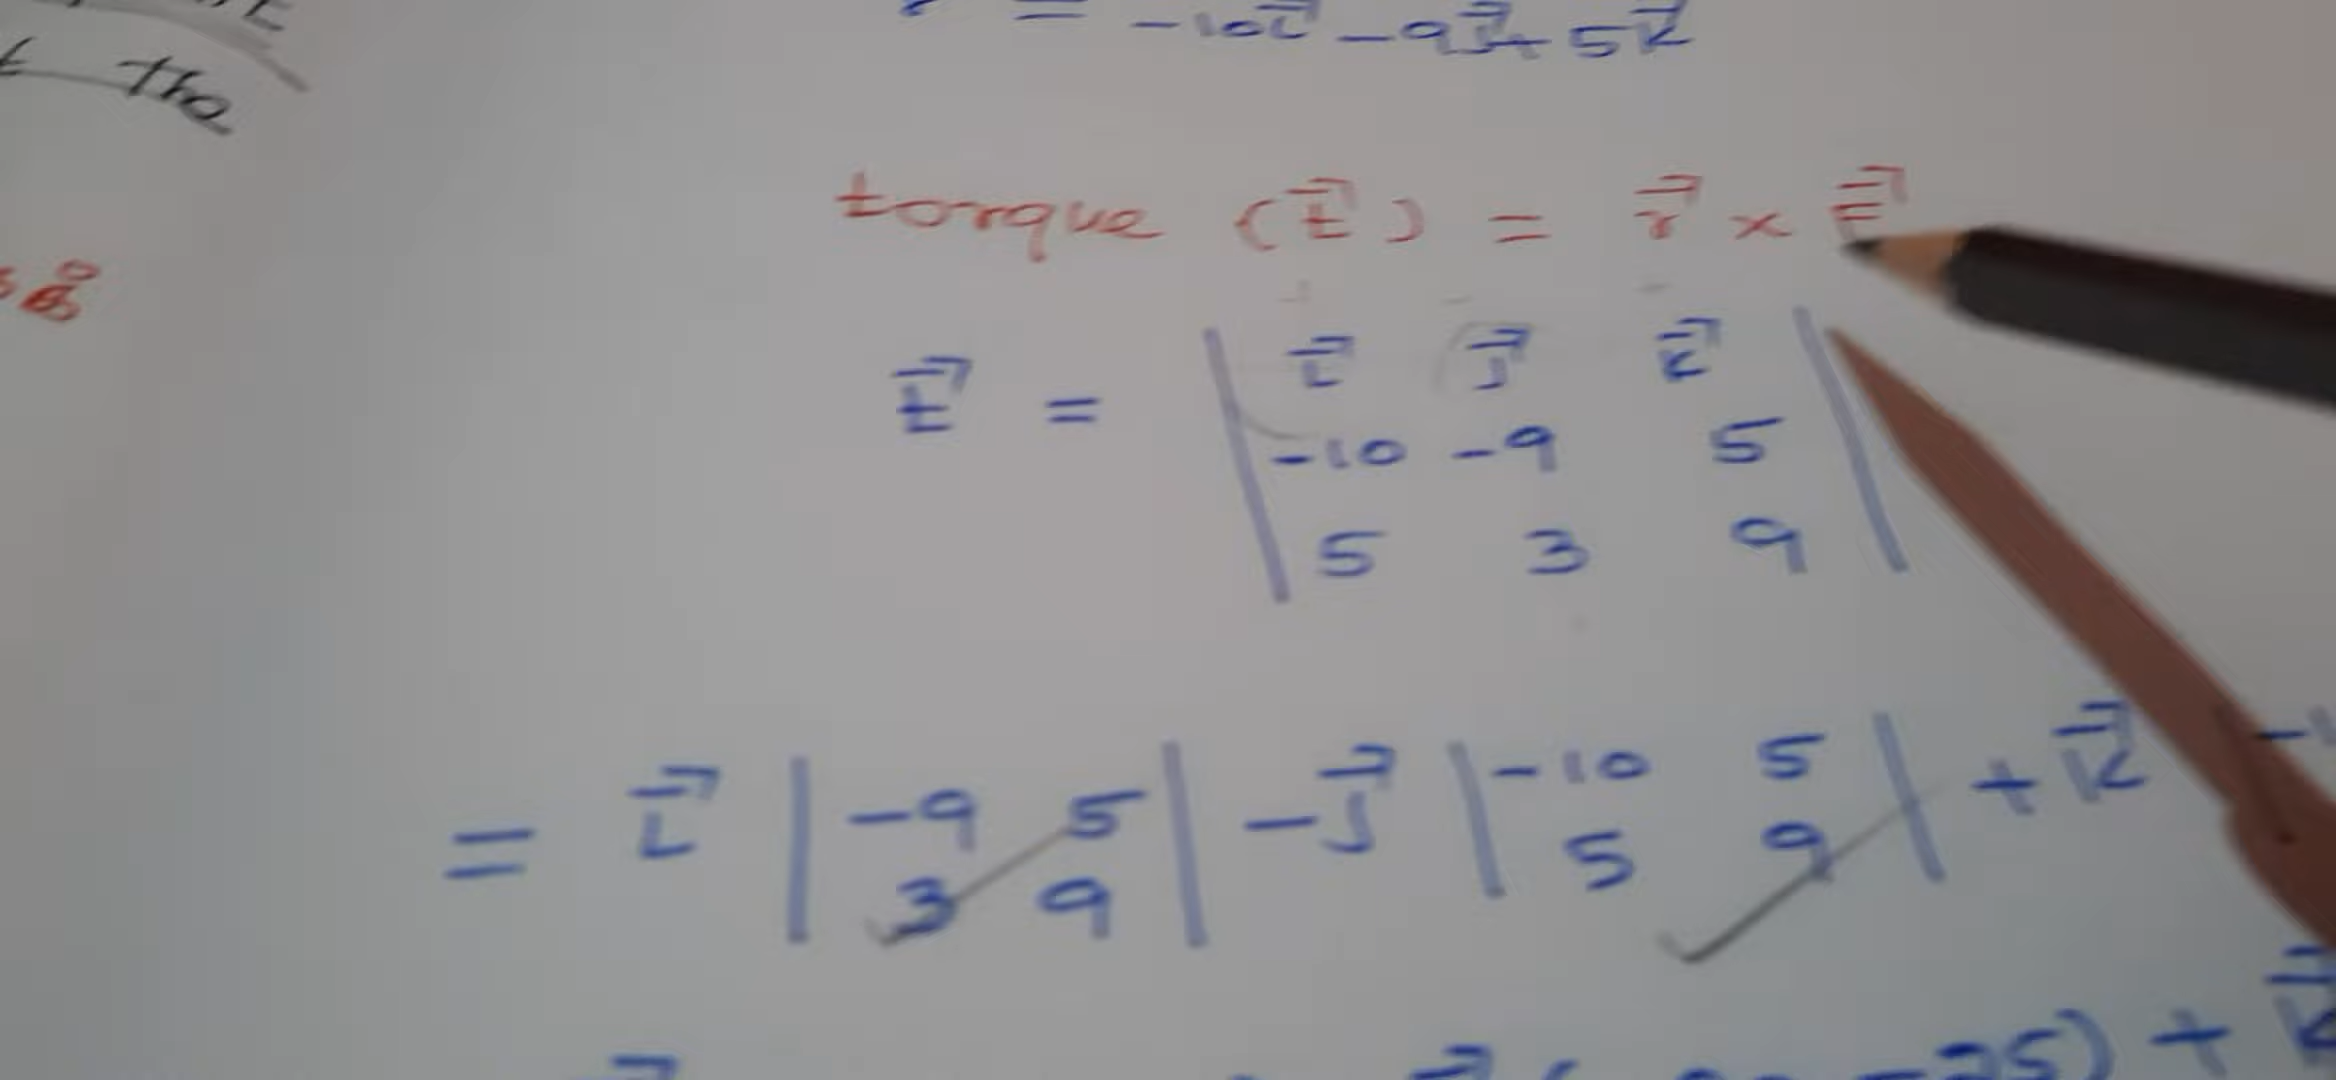 = -10i⃗ - 9j⃗ + 5k⃗
the
torque (t⃗) = r⃗ × F⃗
t⃗ = | i⃗ j⃗ k⃗ |
| -10 -9 5 |
| 5 3 9 |
= i⃗ | -9 5 | - j⃗ | -10 5 | + k⃗
| 3 9 | | 5 9 |
-25) + k⃗